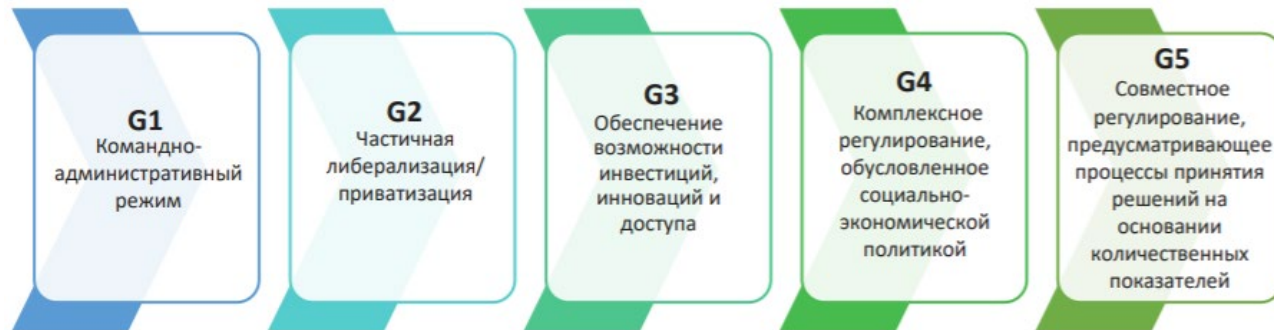 G1
Командно-
административный
режим
G2
Частичная
либерализация/
приватизация
G3
Обеспечение
возможности
инвестиций,
инноваций и
доступа
G4
Комплексное
регулирование,
обусловленное
социально-
экономической
политикой
G5
Совместное
регулирование,
предусматривающее
процессы принятия
решений на
основании
количественных
показателей